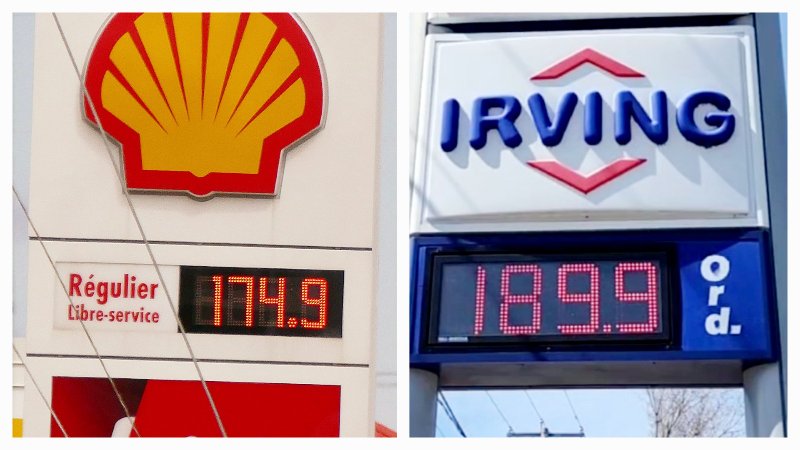 Régulier
Libre-service
174.9
IRVING
189.9
Ord.